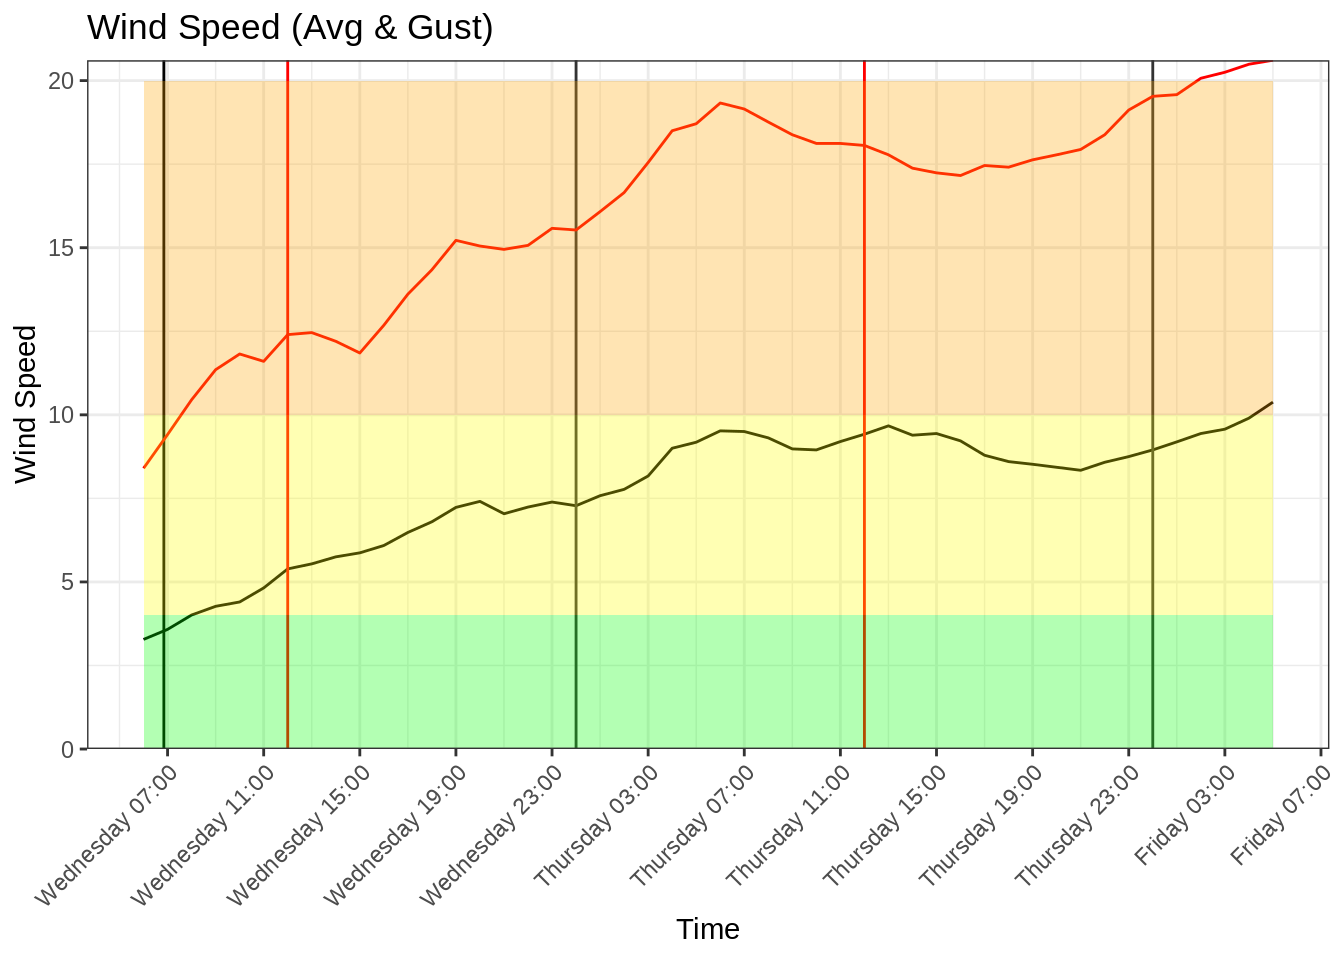 Wind Speed (Avg & Gust)
Wind Speed
20
15
10
5
0
Wednesday 07:00
Wednesday 11:00
Wednesday 15:00
Wednesday 19:00
Wednesday 23:00
Thursday 03:00
Thursday 07:00
Thursday 11:00
Thursday 15:00
Thursday 19:00
Thursday 23:00
Friday 03:00
Friday 07:00
Time